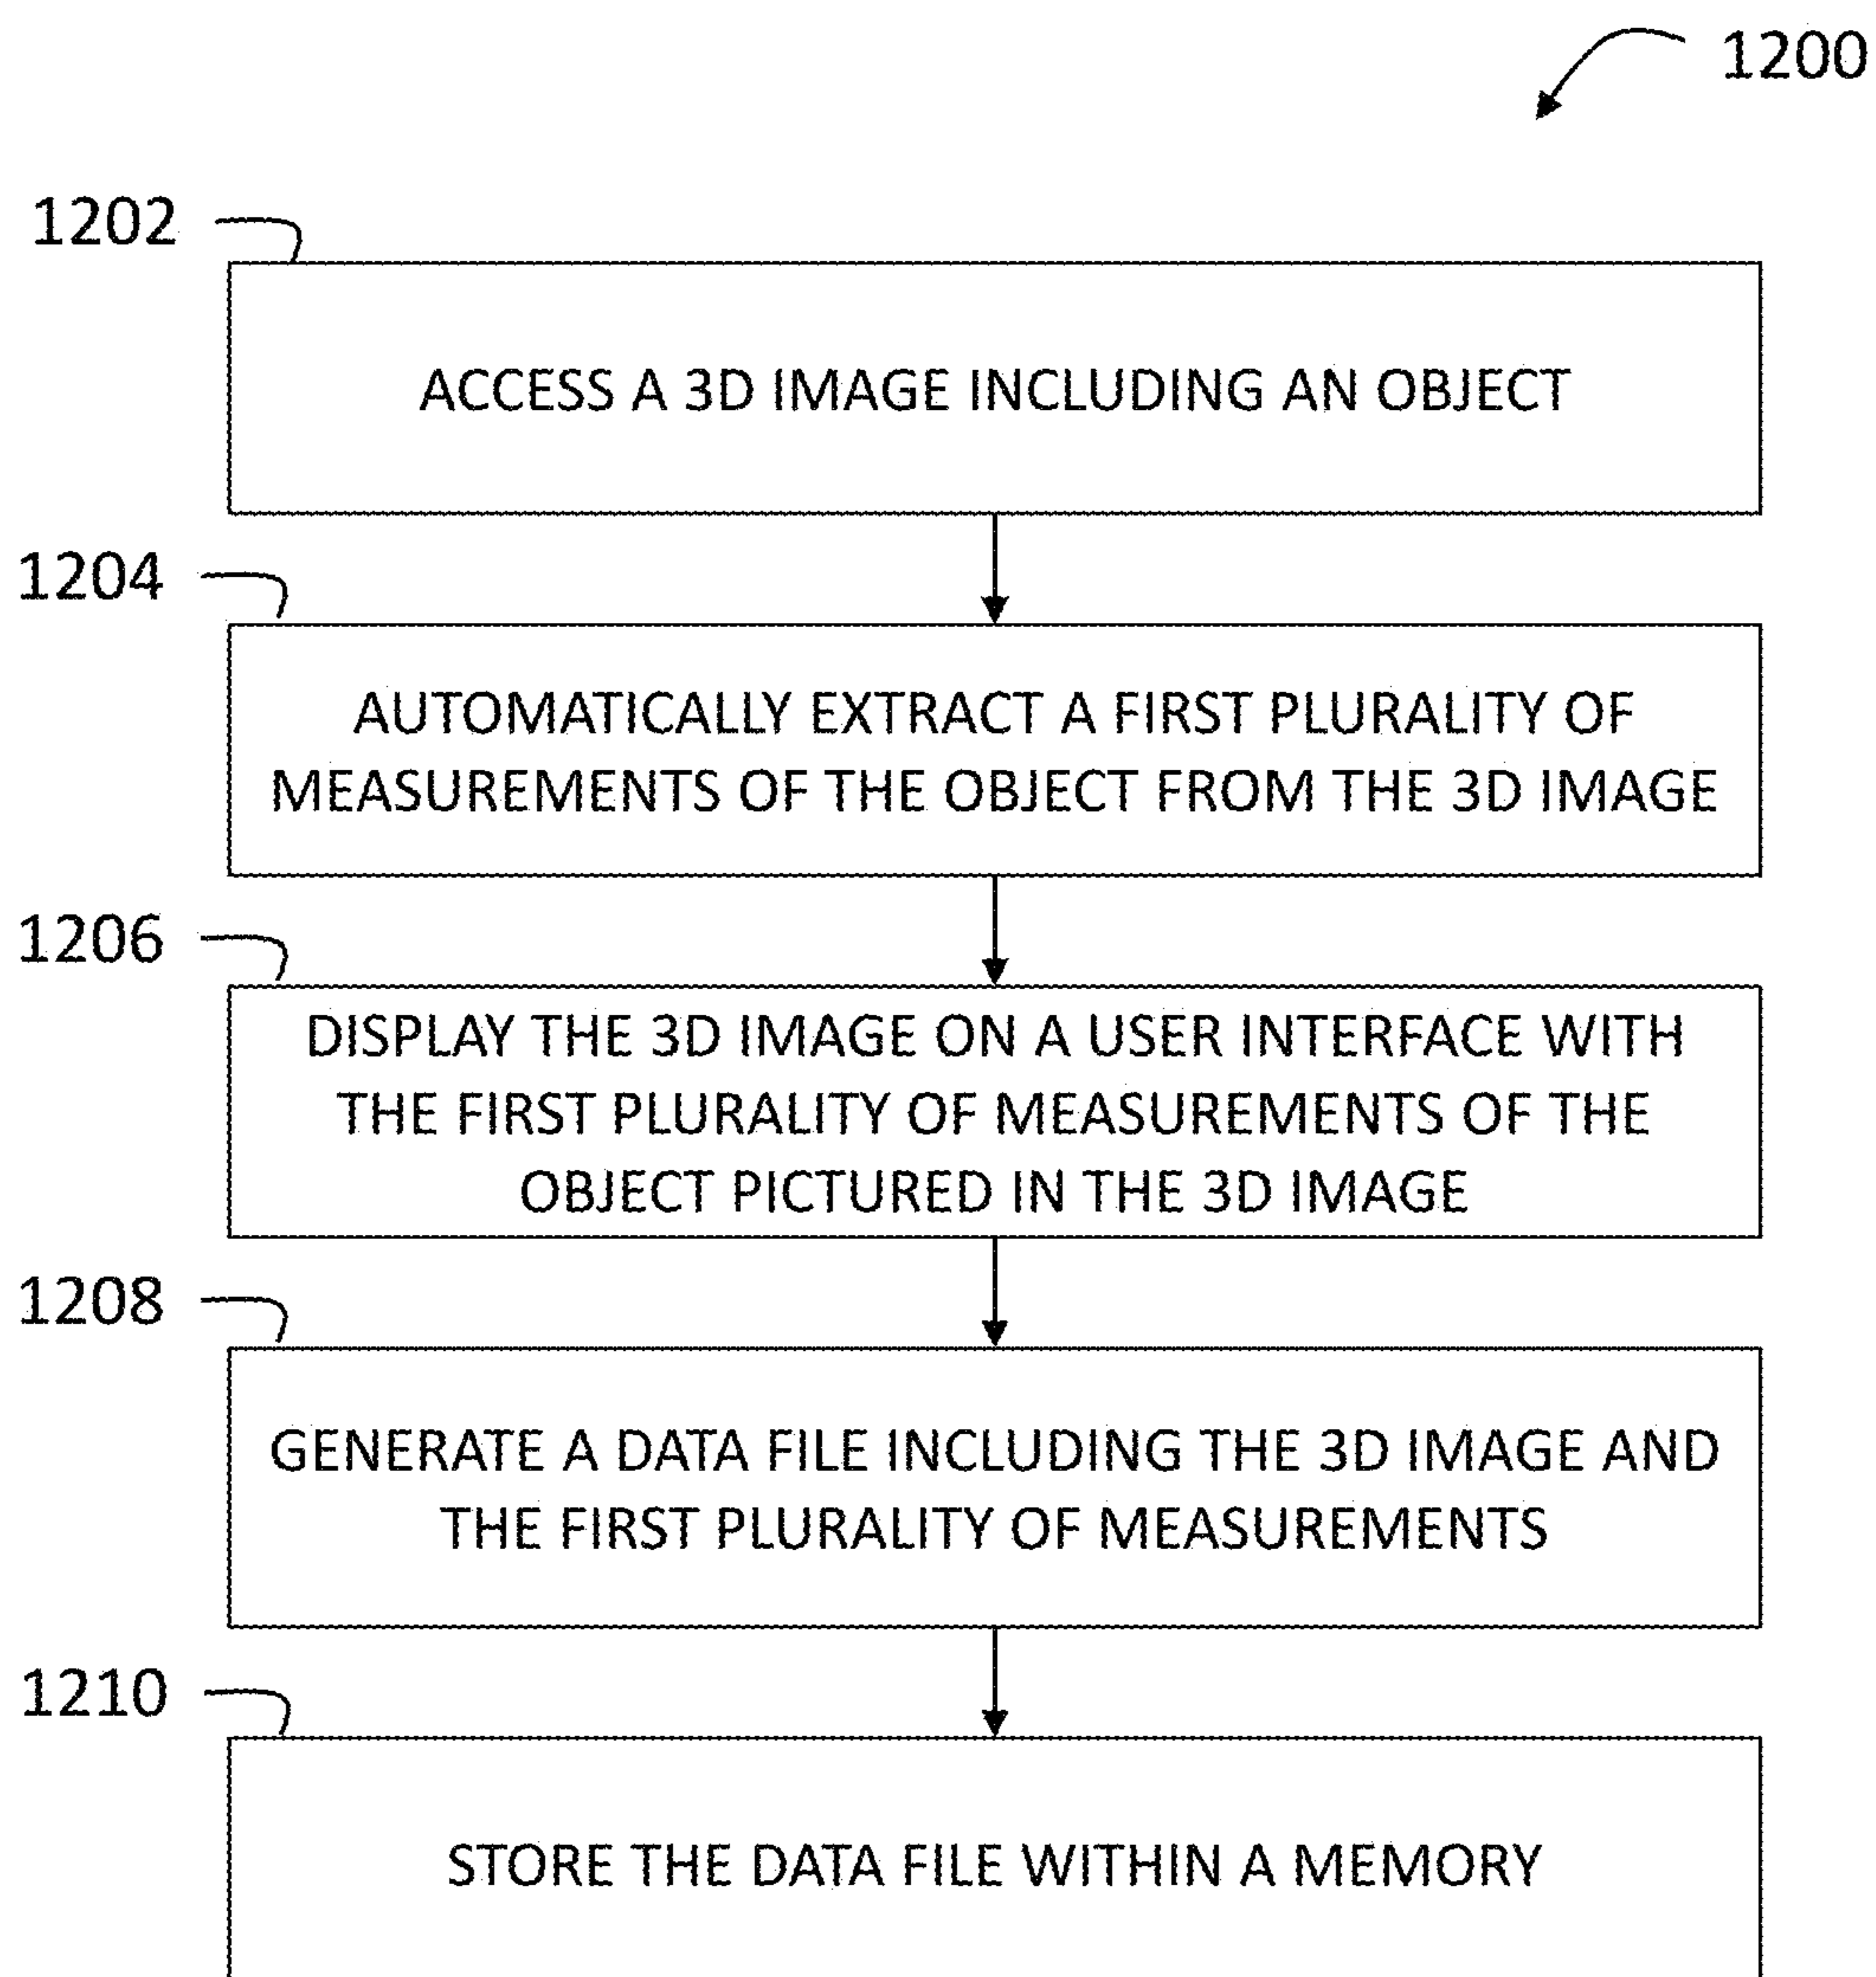 1200
1202
ACCESS A 3D IMAGE INCLUDING AN OBJECT
1204
AUTOMATICALLY EXTRACT A FIRST PLURALITY OF
MEASUREMENTS OF THE OBJECT FROM THE 3D IMAGE
1206
DISPLAY THE 3D IMAGE ON A USER INTERFACE WITH
THE FIRST PLURALITY OF MEASUREMENTS OF THE
OBJECT PICTURED IN THE 3D IMAGE
1208
GENERATE A DATA FILE INCLUDING THE 3D IMAGE AND
THE FIRST PLURALITY OF MEASUREMENTS
1210
STORE THE DATA FILE WITHIN A MEMORY